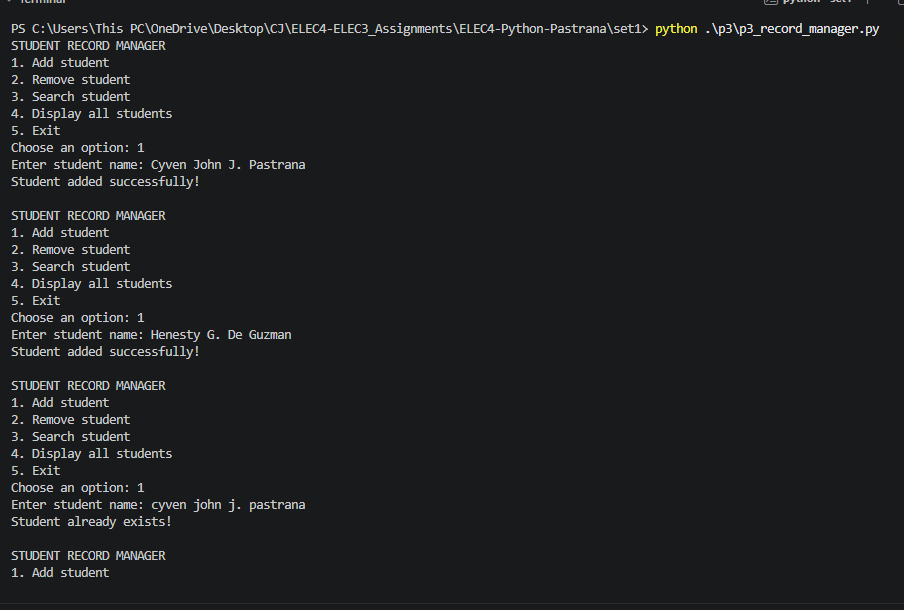 Terminal
PS C:\Users\This PC\OneDrive\Desktop\CJ\ELEC4-ELEC3_Assignments\ELEC4-Python-Pastrana\set1> python .\p3\p3_record_manager.py
STUDENT RECORD MANAGER
1. Add student
2. Remove student
3. Search student
4. Display all students
5. Exit
Choose an option: 1
Enter student name: Cyven John J. Pastrana
Student added successfully!
STUDENT RECORD MANAGER
1. Add student
2. Remove student
3. Search student
4. Display all students
5. Exit
Choose an option: 1
Enter student name: Henesty G. De Guzman
Student added successfully!
STUDENT RECORD MANAGER
1. Add student
2. Remove student
3. Search student
4. Display all students
5. Exit
Choose an option: 1
Enter student name: cyven john j. pastrana
Student already exists!
STUDENT RECORD MANAGER
1. Add student